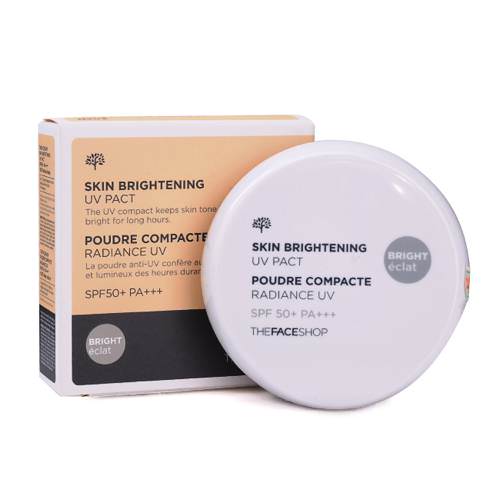 SKIN BRIGHTENING
UV PACT
The UV compact keeps skin tone
bright for long hours.
POUDRE COMPACTE
RADIANCE UV
La poudre anti-UV confère au
et lumineux des heures
SPF50+ PA+++
BRIGHT
éclat
SKIN BRIGHTENING
UV PACT
POUDRE COMPACTE
RADIANCE UV
SPF 50+ PA+++
THEFACESHOP
BRIGHT
éclat